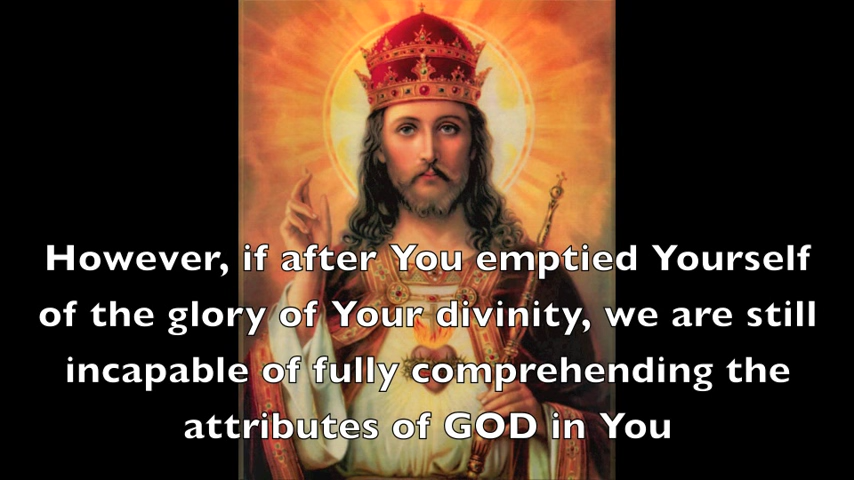 However, if after You emptied Yourself
of the glory of Your divinity, we are still
incapable of fully comprehending the
attributes of GOD in You